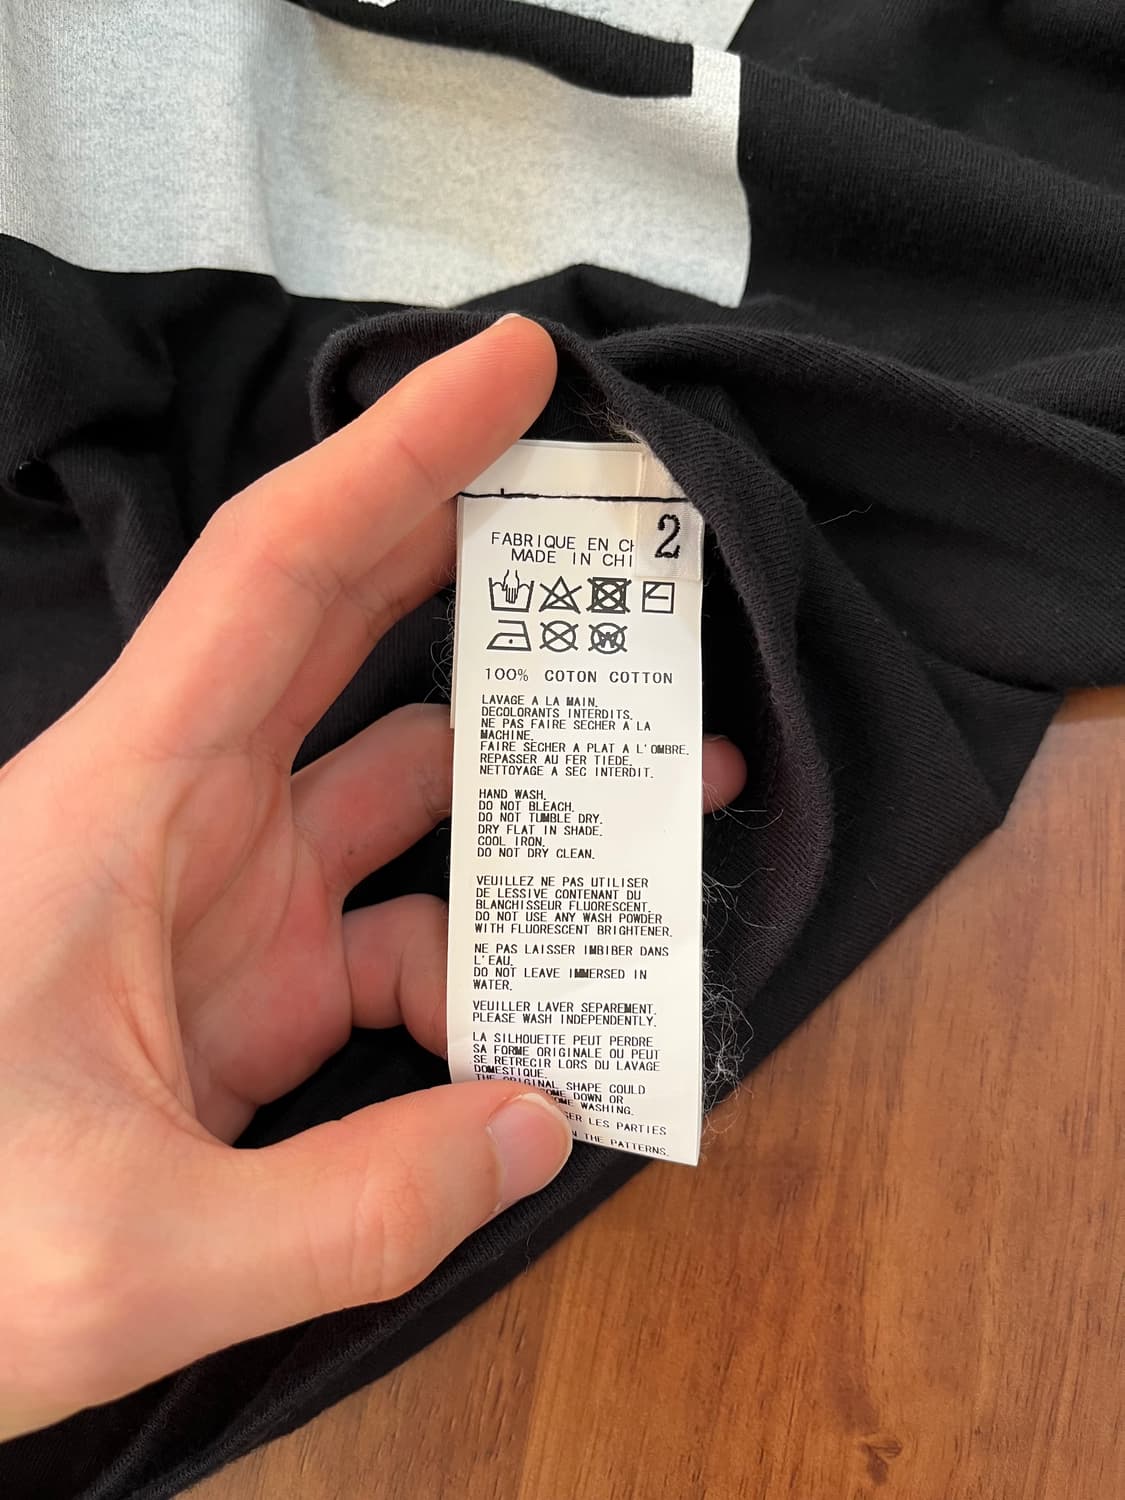 2
FABRIQUE EN
MADE IN
100% COTON COTTON
LAVAGE A LA MAIN.
DECOLORANTS INTERDITS.
NE PAS FAIRE SECHER A LA
MACHINE.
FAIRE SECHER A PLAT A L'OMBRE.
REPASSER AU FER TIEDE.
NETTOYAGE A SEC INTERDIT.
HAND WASH.
DO NOT BLEACH.
DO NOT TUMBLE DRY.
DRY FLAT IN SHADE.
COOL IRON.
DO NOT DRY CLEAN.
VEUILLEZ NE PAS UTILISER
DE LESSIVE CONTENANT DU
BLANCHISSEUR FLUORESCENT.
DO NOT USE ANY WASH POWDER
WITH FLUORESCENT BRIGHTENER.
NE PAS LAISSER IMBIBER DANS
L'EAU.
DO NOT LEAVE IMMERSED IN
WATER.
VEUILLER LAVER SEPAREMENT.
PLEASE WASH INDEPENDENTLY.
LA SILHOUETTE PEUT PERDRE
SA FORME ORIGINALE OU PEUT
SE RETRECIR LORS DU LAVAGE
DOMESTIQUE.
THE ORIGINAL SHAPE COULD
DOWN OR
WASHING.
LES PARTIES
THE PATTERNS.